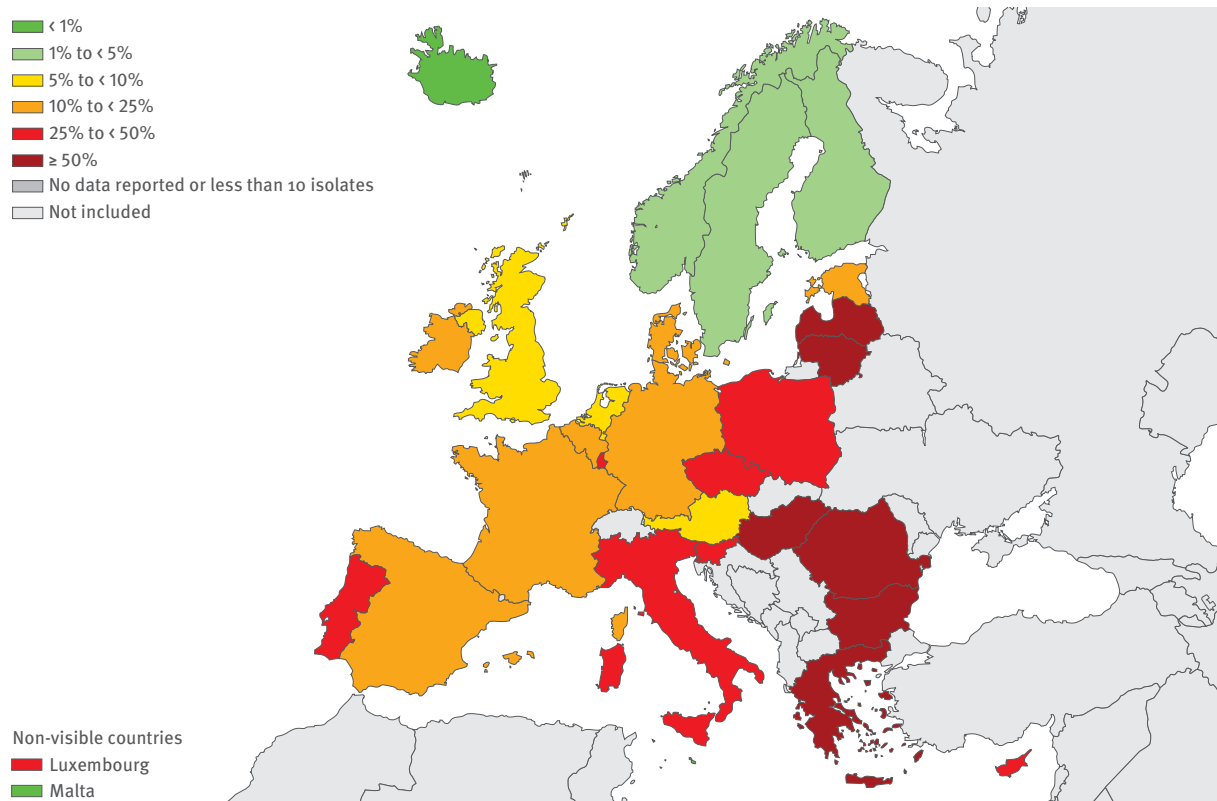 < 1%
1% to < 5%
5% to < 10%
10% to < 25%
25% to < 50%
≥ 50%
No data reported or less than 10 isolates
Not included
Non-visible countries
Luxembourg
Malta